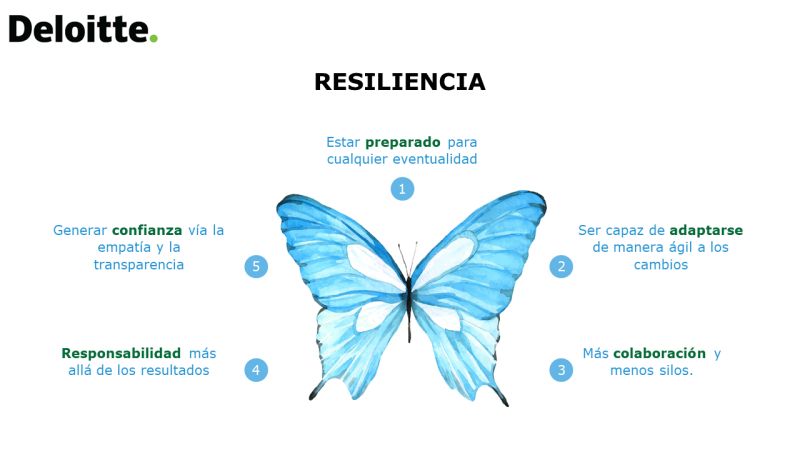 Deloitte.
RESILIENCIA
Estar preparado para
cualquier eventualidad
1
Ser capaz de adaptarse
de manera ágil a los
cambios
2
Más colaboración y
menos silos.
3
Responsabilidad más
allá de los resultados
4
Generar confianza vía la
empatía y la
transparencia
5